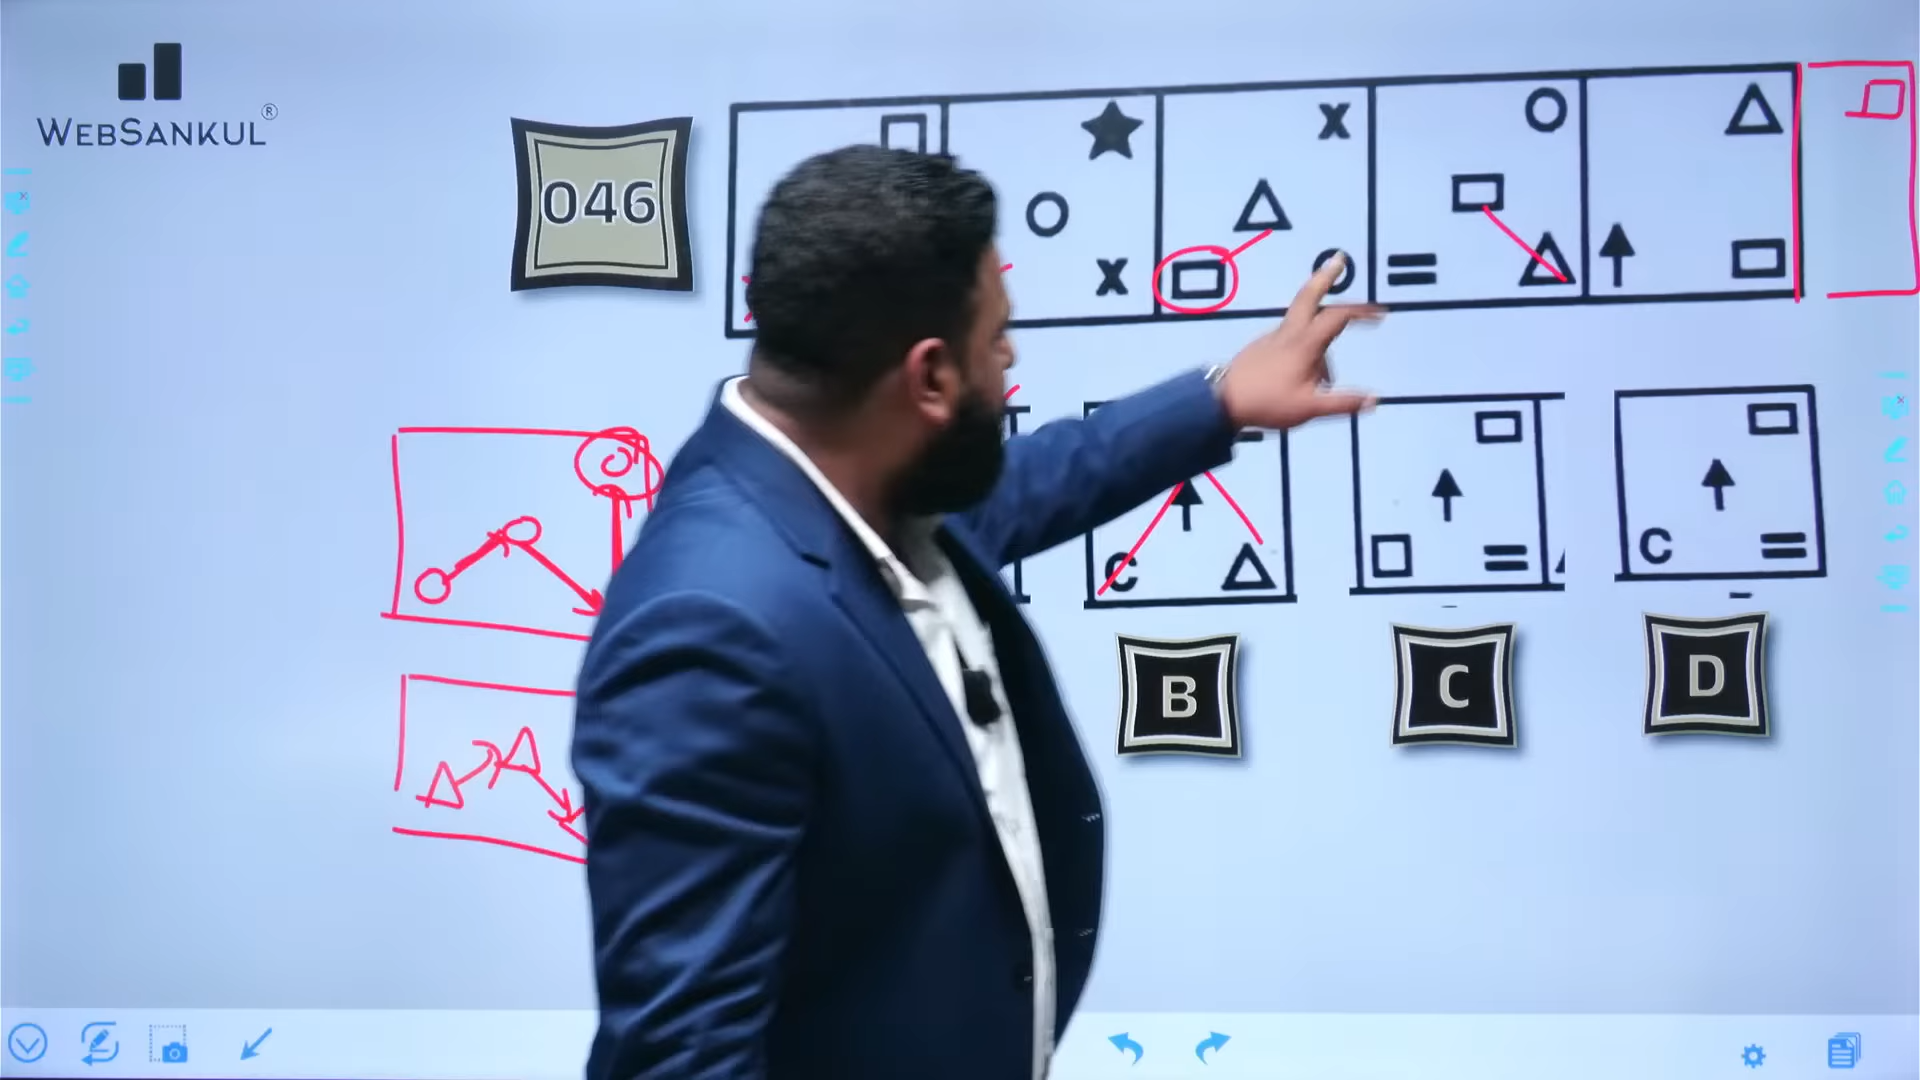 WEBSANKUL®
046
X
X
=
C
=
C
=
B
C
D